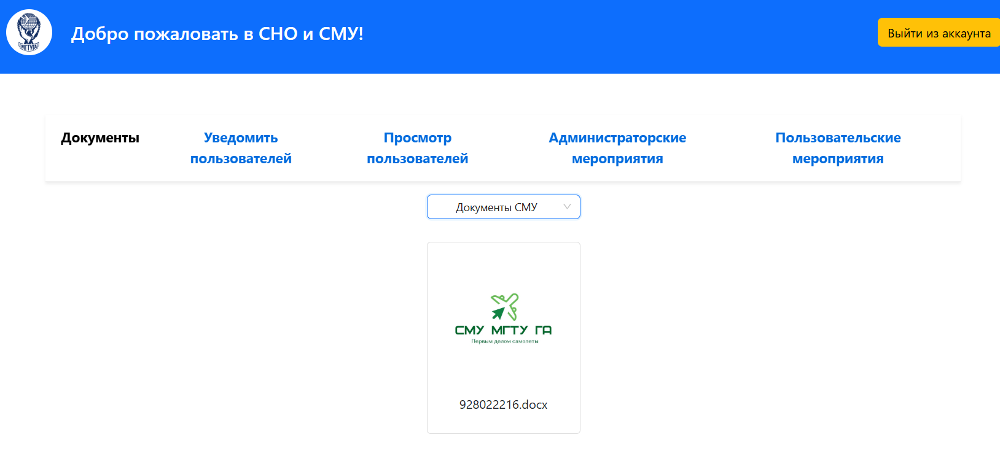 МГТУГА
Добро пожаловать в СНО и СМУ!
Выйти из аккаунта
Документы
Уведомить
пользователей
Просмотр
пользователей
Администраторские
мероприятия
Пользовательские
мероприятия
Документы СМУ
СМУ МГТУ ГА
Первым делом самолеты
928022216.docx